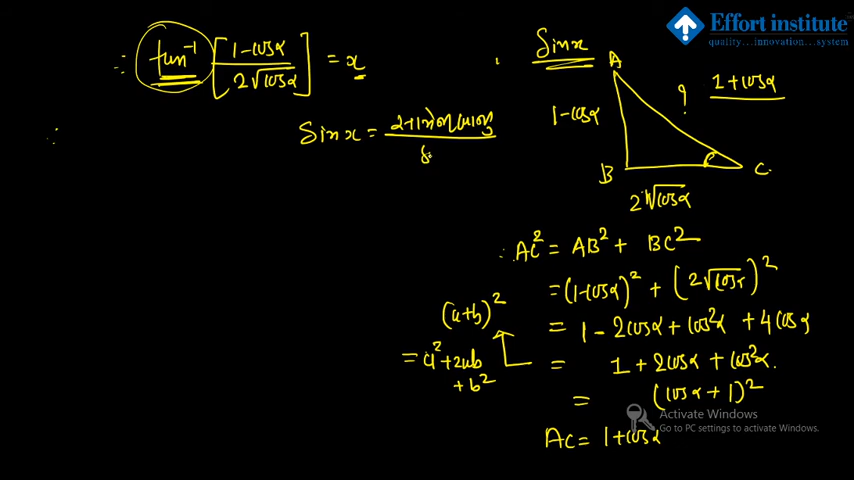 Effort institute
quality...innovation...system
∴ tan⁻¹ [ 1-cosα / 2√cosα ] = x
, Sinx
Sinx =
A
1-cosα
? 1+cosα
B
C
2√cosα
∴ AC² = AB² + BC²
= (1-cosα)² + (2√cosα)²
= 1 - 2cosα + cos²α + 4cosα
= 1 + 2cosα + cos²α.
= (cosα + 1)²
AC = 1+cosα
(a+b)²
= a² + 2ab
+ b²
∴
Activate Windows
Go to PC settings to activate Windows.